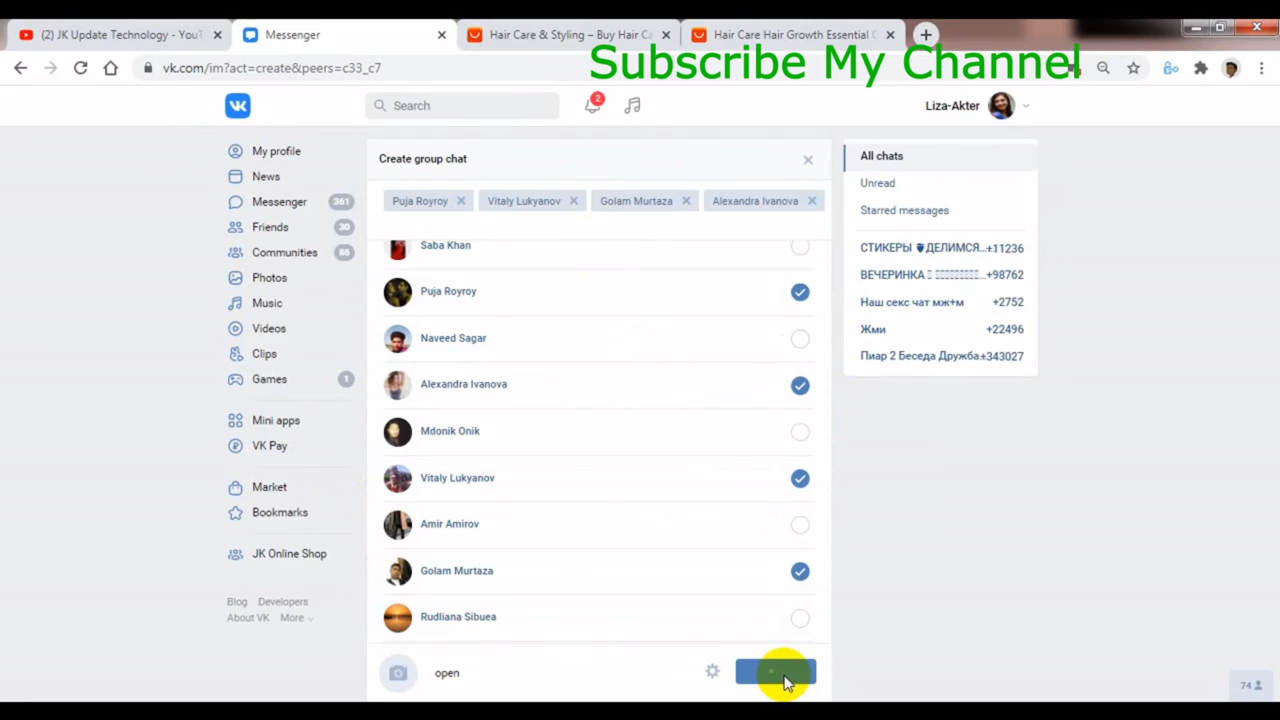 (2) JK Update Technology - YouT
Messenger
Hair Care & Styling – Buy Hair Ca
Hair Care Hair Growth Essential O
Subscribe My Channel
vk.com/im?act=create&peers=c33_c7
Search
2
Liza-Akter
My profile
News
Messenger 361
Friends 30
Communities 86
Photos
Music
Videos
Clips
Games 1
Mini apps
VK Pay
Market
Bookmarks
JK Online Shop
Blog Developers
About VK More
Create group chat
Puja Royroy
Vitaly Lukyanov
Golam Murtaza
Alexandra Ivanova
Saba Khan
Puja Royroy
Naveed Sagar
Alexandra Ivanova
Mdonik Onik
Vitaly Lukyanov
Amir Amirov
Golam Murtaza
Rudliana Sibuea
open
All chats
Unread
Starred messages
СТИКЕРЫ ДЕЛИМСЯ...+11236
ВЕЧЕРИНКА ...+98762
Наш секс чат мж+м +2752
Жми +22496
Пиар 2 Беседа Дружба+343027
74